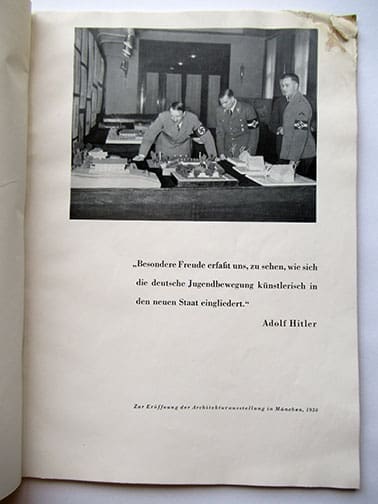 „Besondere Freude erfaßt uns, zu sehen, wie sich
die deutsche Jugendbewegung künstlerisch in
den neuen Staat eingliedert.“
Adolf Hitler
Zur Eröffnung der Architekturausstellung in München, 1938